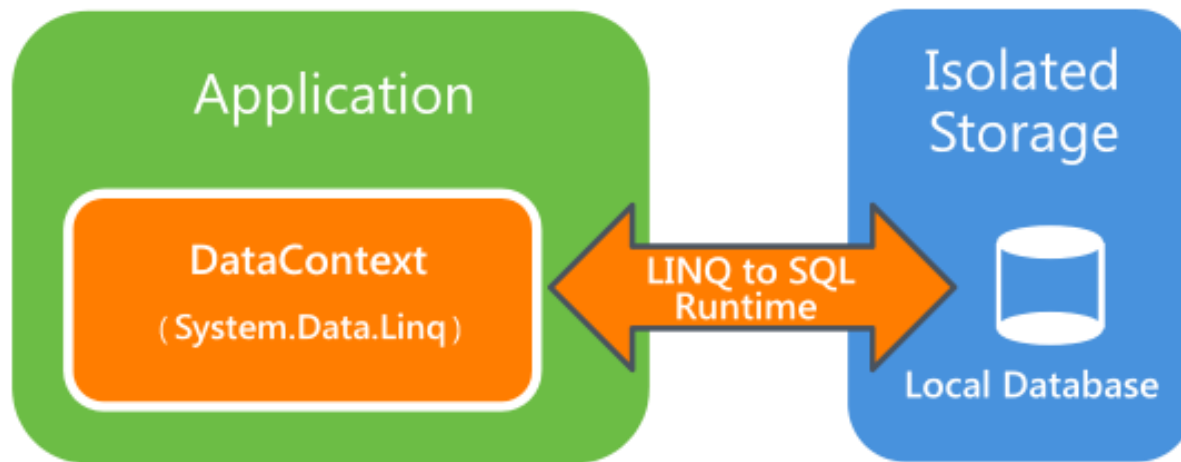 Application
DataContext
(System.Data.Linq)
LINQ to SQL
Runtime
Isolated
Storage
Local Database